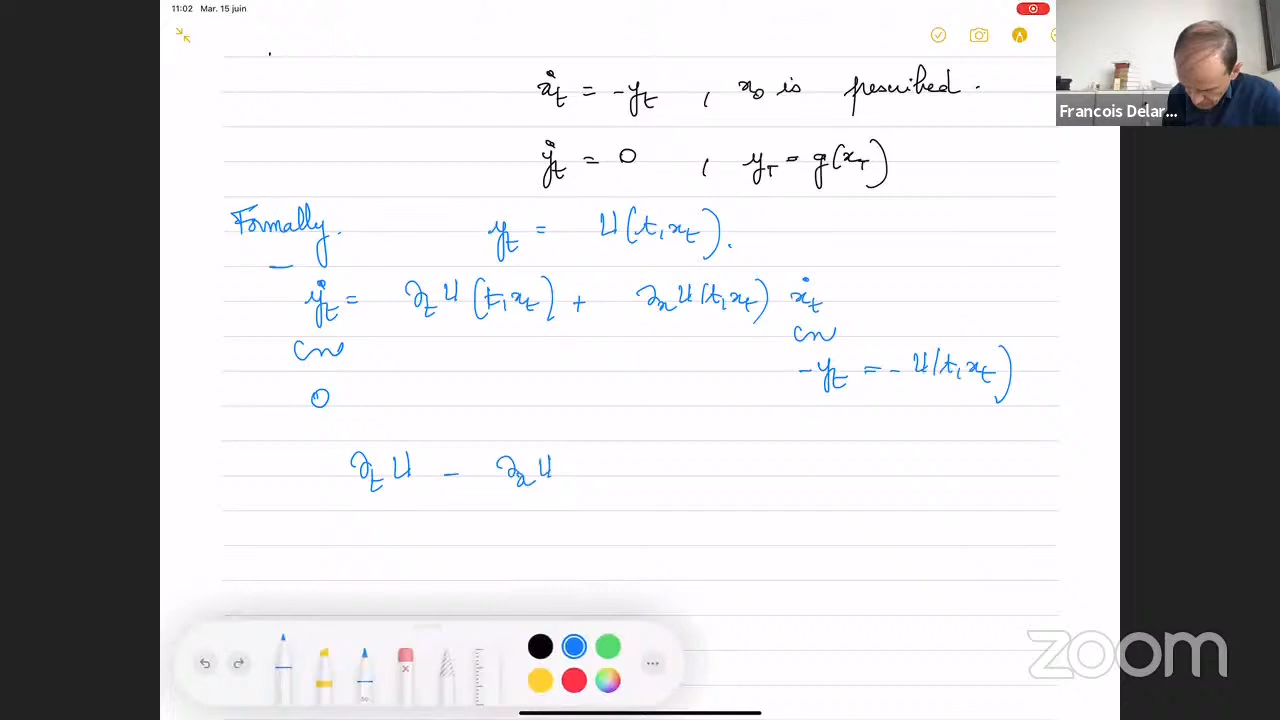 11:02 Mar. 15 juin
ẋ_t = -y_t , x_0 is prescribed.
ẏ_t = 0 , y_T = g(x_T)
Formally. y_t = U(t,x_t).
ẏ_t = ∂_t U(t,x_t) + ∂_x U(t,x_t) ẋ_t
-y_t = - U(t,x_t)
0
∂_t U - ∂_x U
Francois Delar...
zoom